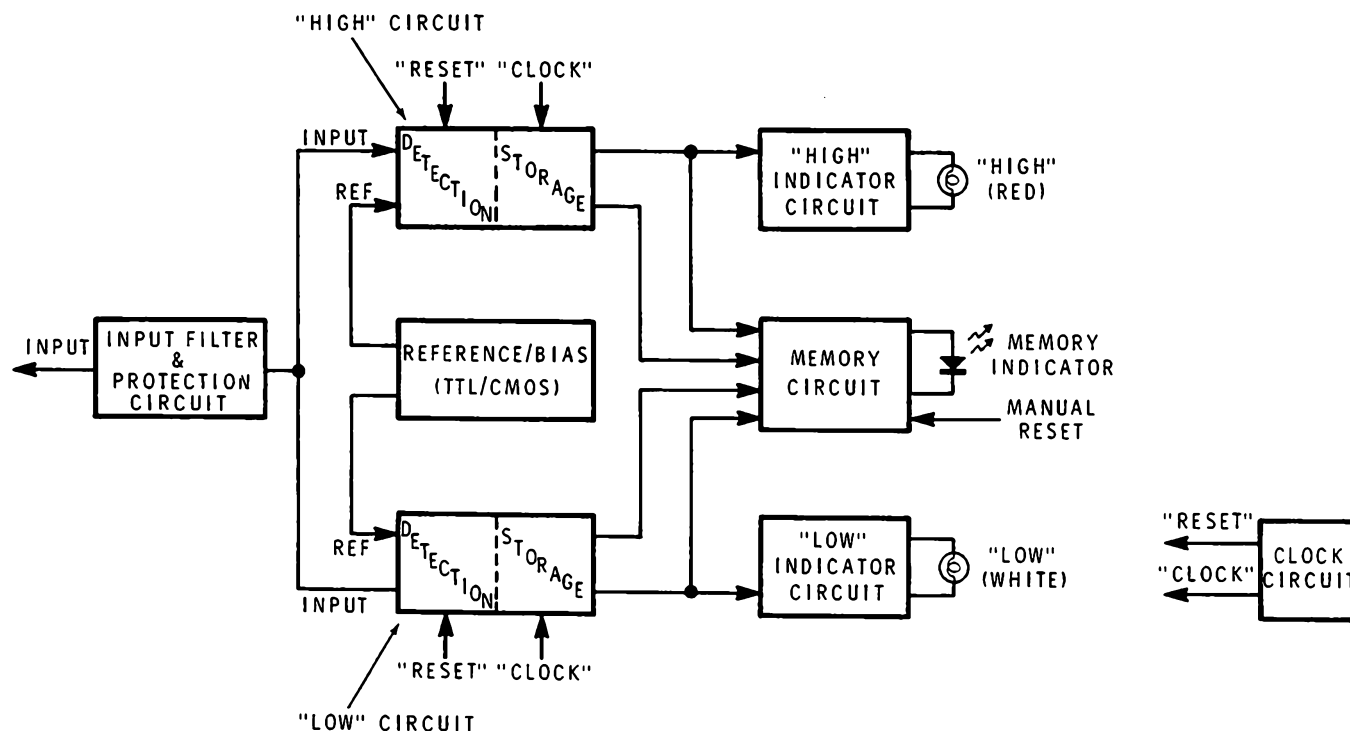 "HIGH" CIRCUIT
"RESET" "CLOCK"
INPUT
REF
DETECTION
STORAGE
"HIGH"
INDICATOR
CIRCUIT
"HIGH"
(RED)
INPUT
INPUT FILTER
&
PROTECTION
CIRCUIT
REFERENCE/BIAS
(TTL/CMOS)
MEMORY
CIRCUIT
MEMORY
INDICATOR
MANUAL
RESET
REF
INPUT
DETECTION
STORAGE
"LOW"
INDICATOR
CIRCUIT
"LOW"
(WHITE)
"RESET"
"CLOCK"
CLOCK
CIRCUIT
"RESET" "CLOCK"
"LOW" CIRCUIT